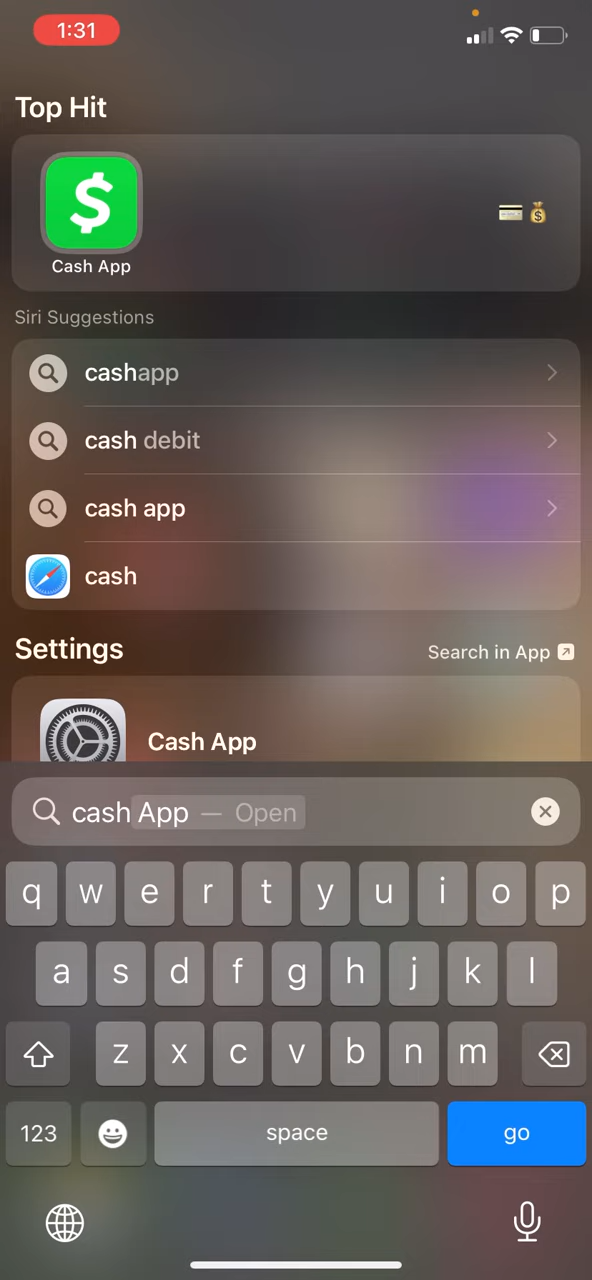 1:31
Top Hit
$
Cash App
💳 💰
Siri Suggestions
cashapp
cash debit
cash app
cash
Settings
Search in App
Cash App
cash App — Open
q w e r t y u i o p
a s d f g h j k l
z x c v b n m
123 space go